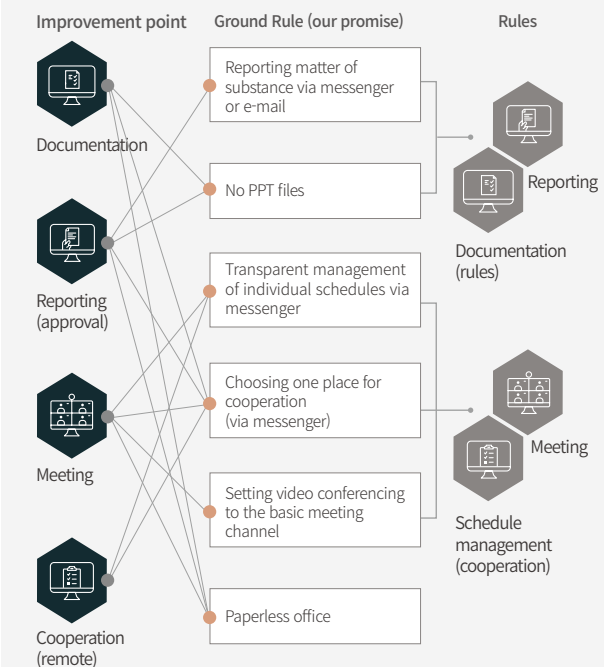 Improvement point
Ground Rule (our promise)
Rules
Documentation
Reporting
(approval)
Meeting
Cooperation
(remote)
Reporting matter of
substance via messenger
or e-mail
No PPT files
Transparent management
of individual schedules via
messenger
Choosing one place for
cooperation
(via messenger)
Setting video conferencing
to the basic meeting
channel
Paperless office
Reporting
Documentation
(rules)
Meeting
Schedule
management
(cooperation)